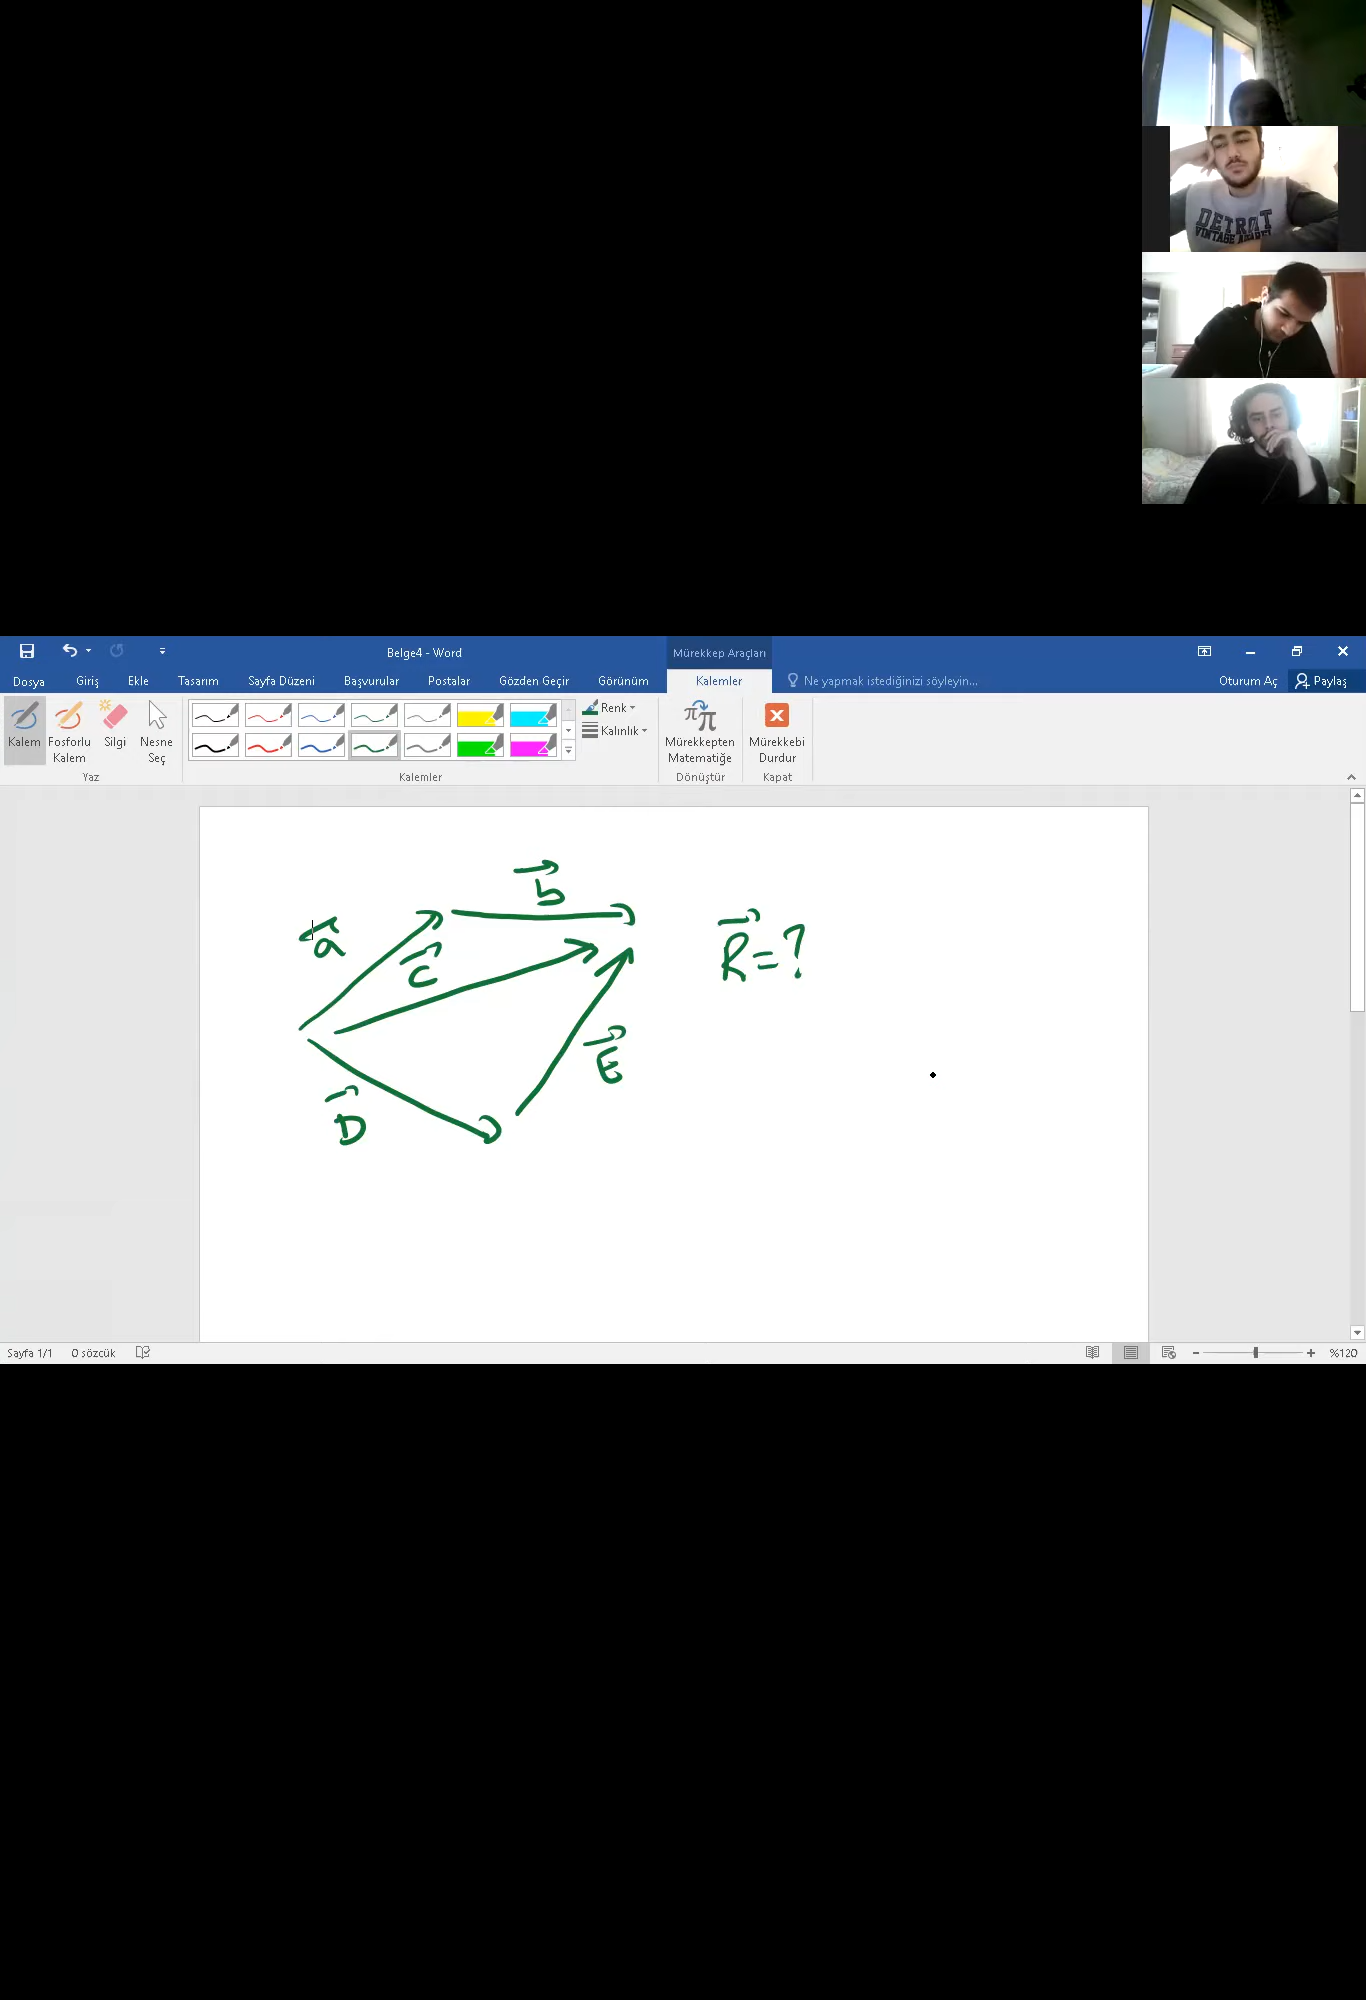 DETROIT
Belge4 - Word
Mürekkep Araçları
Dosya Giriş Ekle Tasarım Sayfa Düzeni Başvurular Postalar Gözden Geçir Görünüm Kalemler Ne yapmak istediğinizi söyleyin... Oturum Aç Paylaş
Kalem Fosforlu Kalem Silgi Nesne Seç
Renk
Kalınlık
Mürekkepten Matematiğe
Mürekkebi Durdur
Yaz Kalemler Dönüştür Kapat
b
a
C
R=?
E
D
Sayfa 1/1 0 sözcük %120